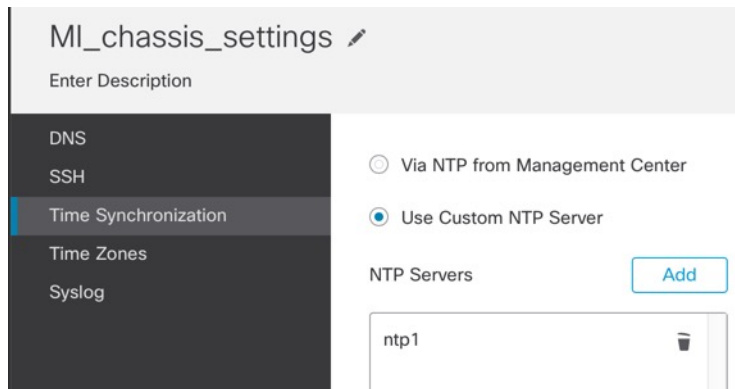 MI_chassis_settings
Enter Description
DNS
SSH
Time Synchronization
Time Zones
Syslog
Via NTP from Management Center
Use Custom NTP Server
NTP Servers
Add
ntp1